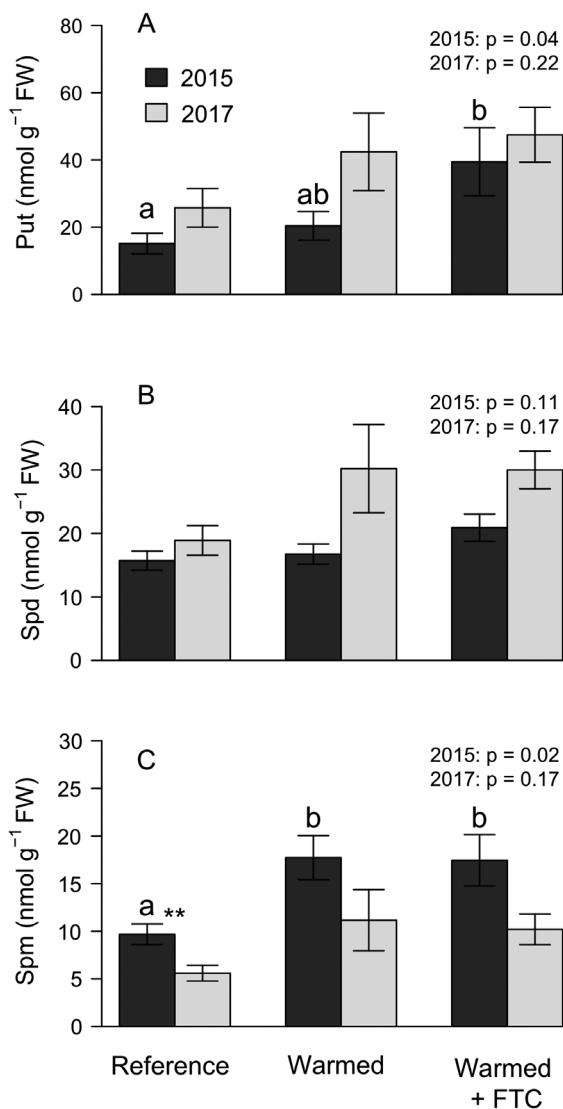 A
2015: p = 0.04
2017: p = 0.22
2015
2017
Put (nmol g⁻¹ FW)
80
60
40
20
0
a
ab
b
B
2015: p = 0.11
2017: p = 0.17
Spd (nmol g⁻¹ FW)
40
30
20
10
0
C
2015: p = 0.02
2017: p = 0.17
Spm (nmol g⁻¹ FW)
30
25
20
15
10
5
0
a **
b
b
Reference
Warmed
Warmed
+ FTC